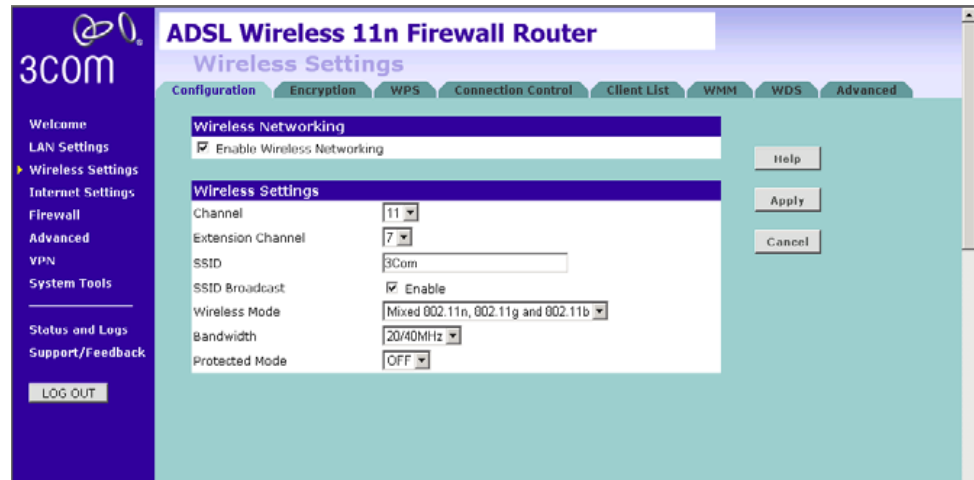 3COM
ADSL Wireless 11n Firewall Router
Wireless Settings
Configuration Encryption WPS Connection Control Client List WMM WDS Advanced
Welcome
LAN Settings
Wireless Settings
Internet Settings
Firewall
Advanced
VPN
System Tools
Status and Logs
Support/Feedback
LOG OUT
Wireless Networking
Enable Wireless Networking
Wireless Settings
Channel 11
Extension Channel 7
SSID 3Com
SSID Broadcast Enable
Wireless Mode Mixed 802.11n, 802.11g and 802.11b
Bandwidth 20/40MHz
Protected Mode OFF
Help
Apply
Cancel